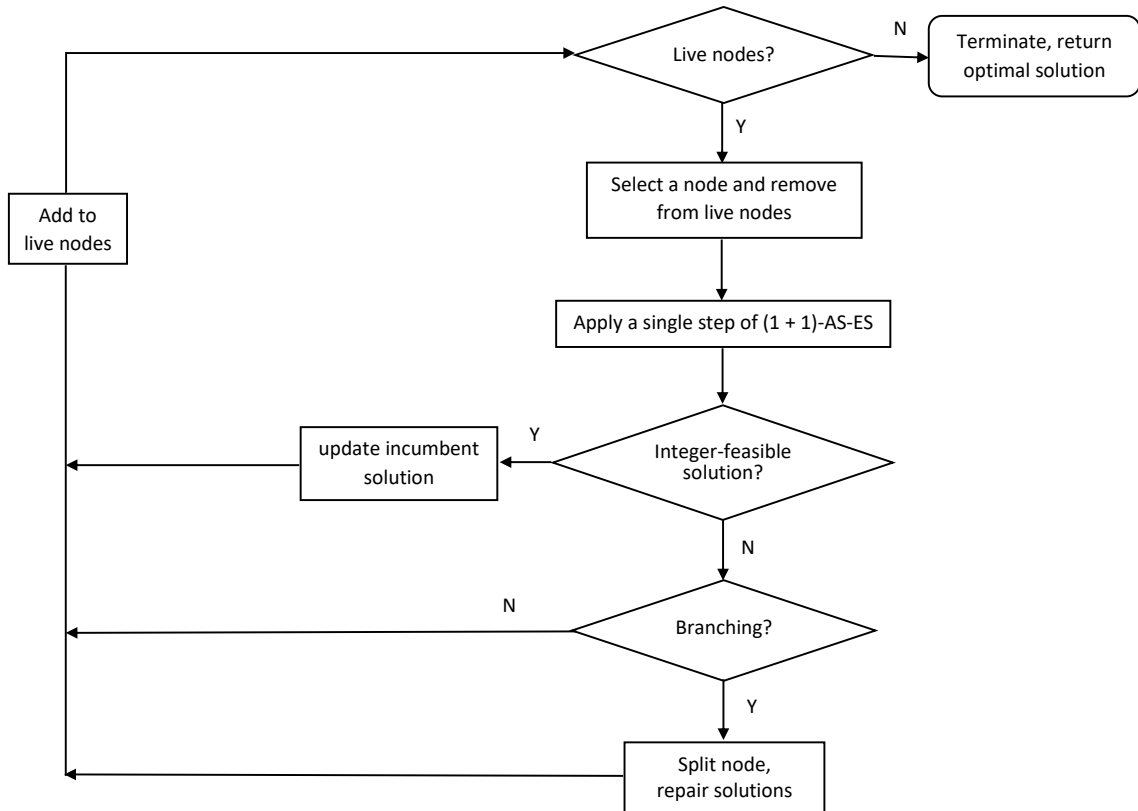 Live nodes?
N
Terminate, return
optimal solution
Y
Select a node and remove
from live nodes
Add to
live nodes
Apply a single step of (1 + 1)-AS-ES
Integer-feasible
solution?
Y
update incumbent
solution
N
Branching?
N
Y
Split node,
repair solutions